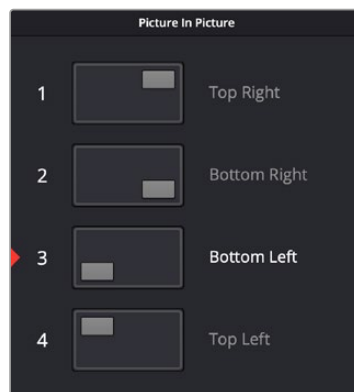 Picture In Picture
1 Top Right
2 Bottom Right
3 Bottom Left
4 Top Left